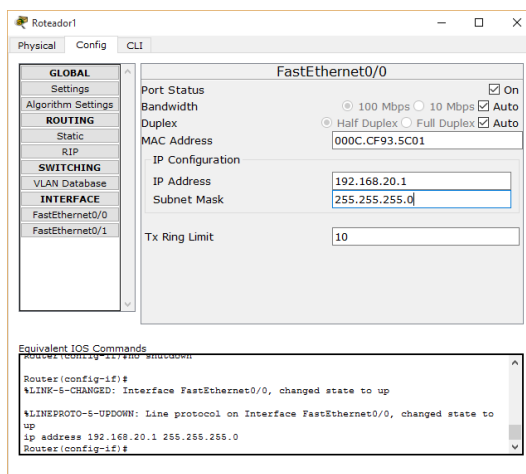 Roteador1
Physical Config CLI
GLOBAL
Settings
Algorithm Settings
ROUTING
Static
RIP
SWITCHING
VLAN Database
INTERFACE
FastEthernet0/0
FastEthernet0/1
FastEthernet0/0
Port Status On
Bandwidth 100 Mbps 10 Mbps Auto
Duplex Half Duplex Full Duplex Auto
MAC Address 000C.CF93.5C01
IP Configuration
IP Address 192.168.20.1
Subnet Mask 255.255.255.0
Tx Ring Limit 10
Equivalent IOS Commands
Router(config-if)#no shutdown
Router(config-if)#
%LINK-5-CHANGED: Interface FastEthernet0/0, changed state to up
%LINEPROTO-5-UPDOWN: Line protocol on Interface FastEthernet0/0, changed state to
up
ip address 192.168.20.1 255.255.255.0
Router(config-if)#